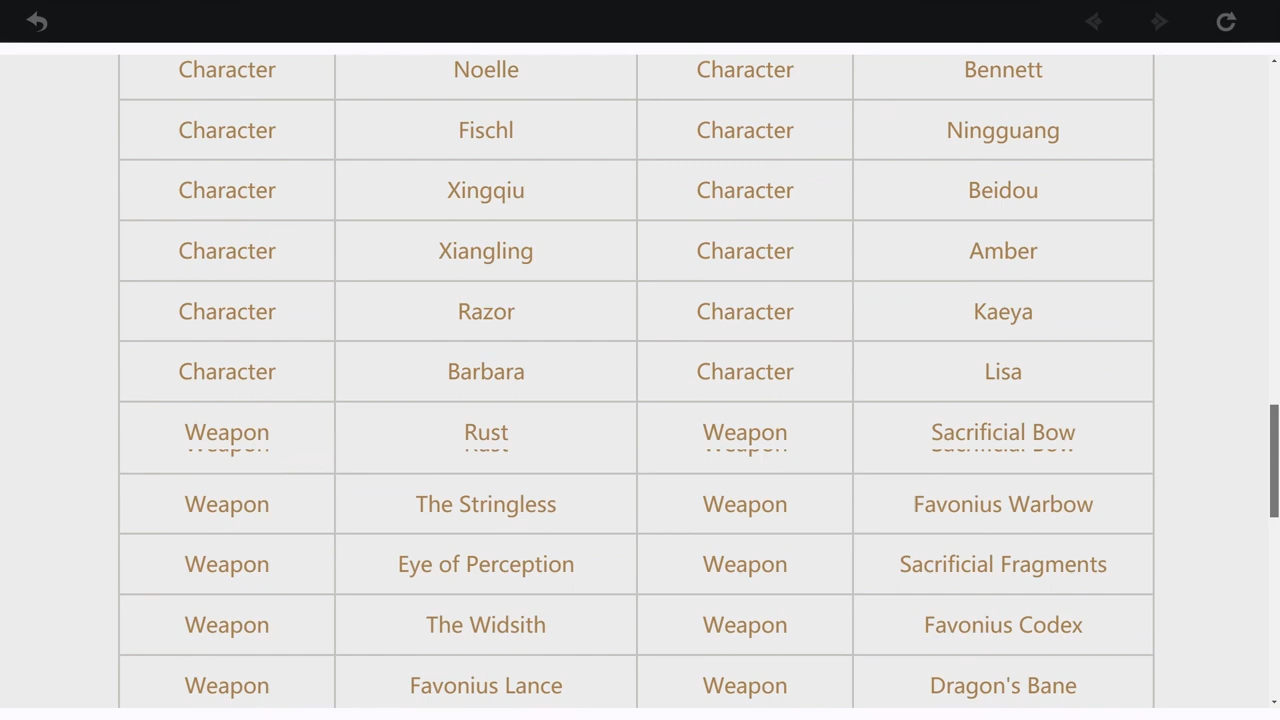 Character Noelle Character Bennett
Character Fischl Character Ningguang
Character Xingqiu Character Beidou
Character Xiangling Character Amber
Character Razor Character Kaeya
Character Barbara Character Lisa
Weapon Rust Weapon Sacrificial Bow
Weapon The Stringless Weapon Favonius Warbow
Weapon Eye of Perception Weapon Sacrificial Fragments
Weapon The Widsith Weapon Favonius Codex
Weapon Favonius Lance Weapon Dragon's Bane